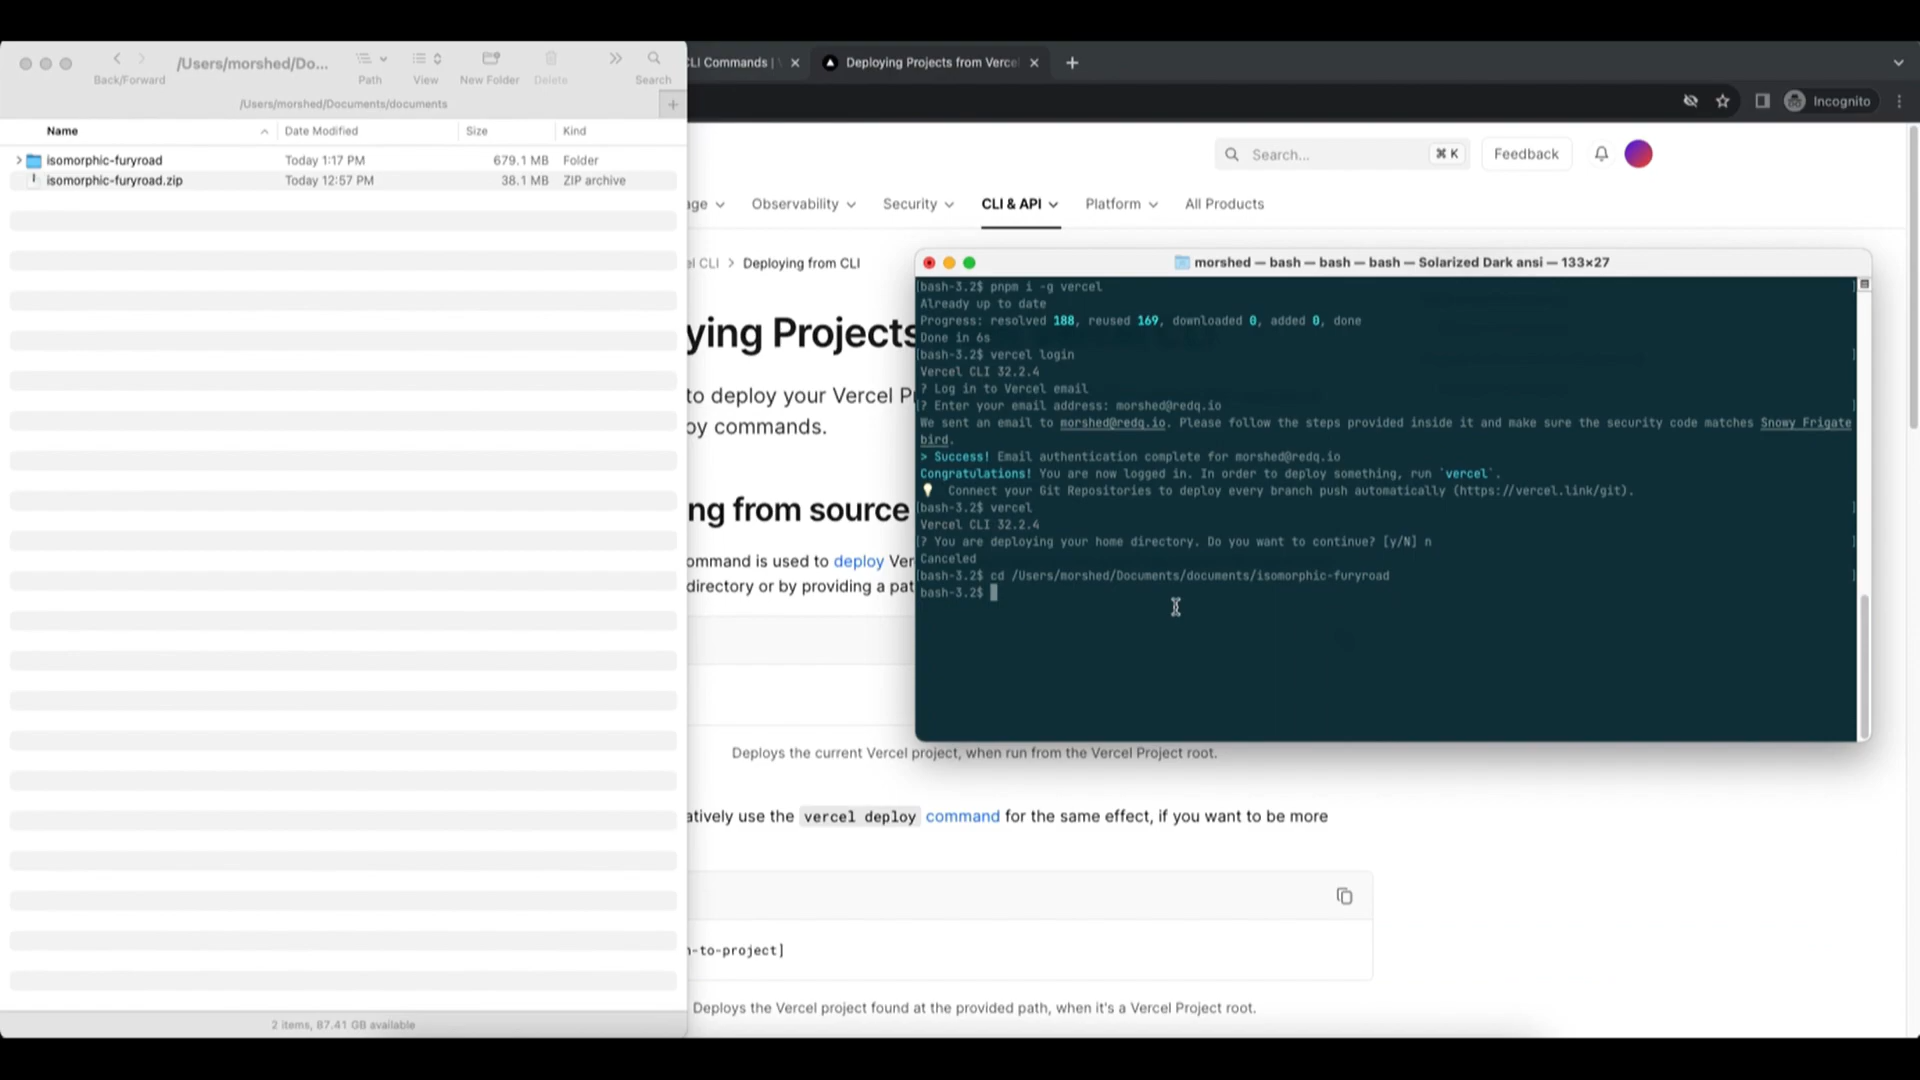 /Users/morshed/Do...
Back/Forward
Path
View
New Folder
Delete
Search
/Users/morshed/Documents/documents
Name
Date Modified
Size
Kind
isomorphic-furyroad
Today 1:17 PM
679.1 MB
Folder
isomorphic-furyroad.zip
Today 12:57 PM
38.1 MB
ZIP archive
2 items, 87.41 GB available
LI Commands |
Deploying Projects from Verce
Incognito
Search...
⌘ K
Feedback
ge
Observability
Security
CLI & API
Platform
All Products
el CLI > Deploying from CLI
ying Projects
to deploy your Vercel P
by commands.
ng from source
ommand is used to deploy Ver
directory or by providing a pat
Deploys the current Vercel project, when run from the Vercel Project root.
atively use the vercel deploy command for the same effect, if you want to be more
h-to-project]
Deploys the Vercel project found at the provided path, when it's a Vercel Project root.
morshed — bash — bash — bash — Solarized Dark ansi — 133×27
[bash-3.2$ pnpm i -g vercel ]
Already up to date
Progress: resolved 188, reused 169, downloaded 0, added 0, done
Done in 6s
[bash-3.2$ vercel login ]
Vercel CLI 32.2.4
? Log in to Vercel email
[? Enter your email address: morshed@redq.io ]
We sent an email to morshed@redq.io. Please follow the steps provided inside it and make sure the security code matches Snowy Frigate
bird.
> Success! Email authentication complete for morshed@redq.io
Congratulations! You are now logged in. In order to deploy something, run `vercel`.
💡 Connect your Git Repositories to deploy every branch push automatically (https://vercel.link/git).
[bash-3.2$ vercel ]
Vercel CLI 32.2.4
[? You are deploying your home directory. Do you want to continue? [y/N] n ]
Canceled
[bash-3.2$ cd /Users/morshed/Documents/documents/isomorphic-furyroad ]
bash-3.2$